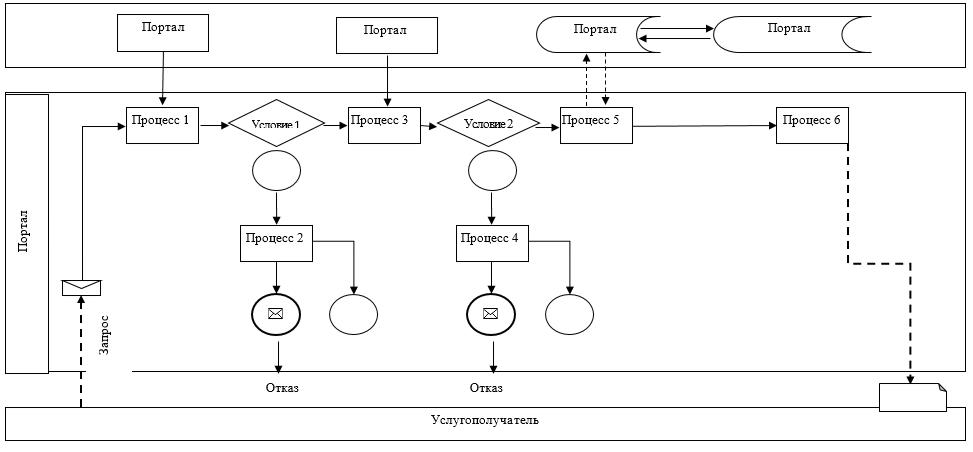 Портал
Портал
Портал
Портал
Процесс 1
Условие 1
Процесс 3
Условие 2
Процесс 5
Процесс 6
Портал
Процесс 2
Процесс 4
Запрос
Отказ
Отказ
Услугополучатель